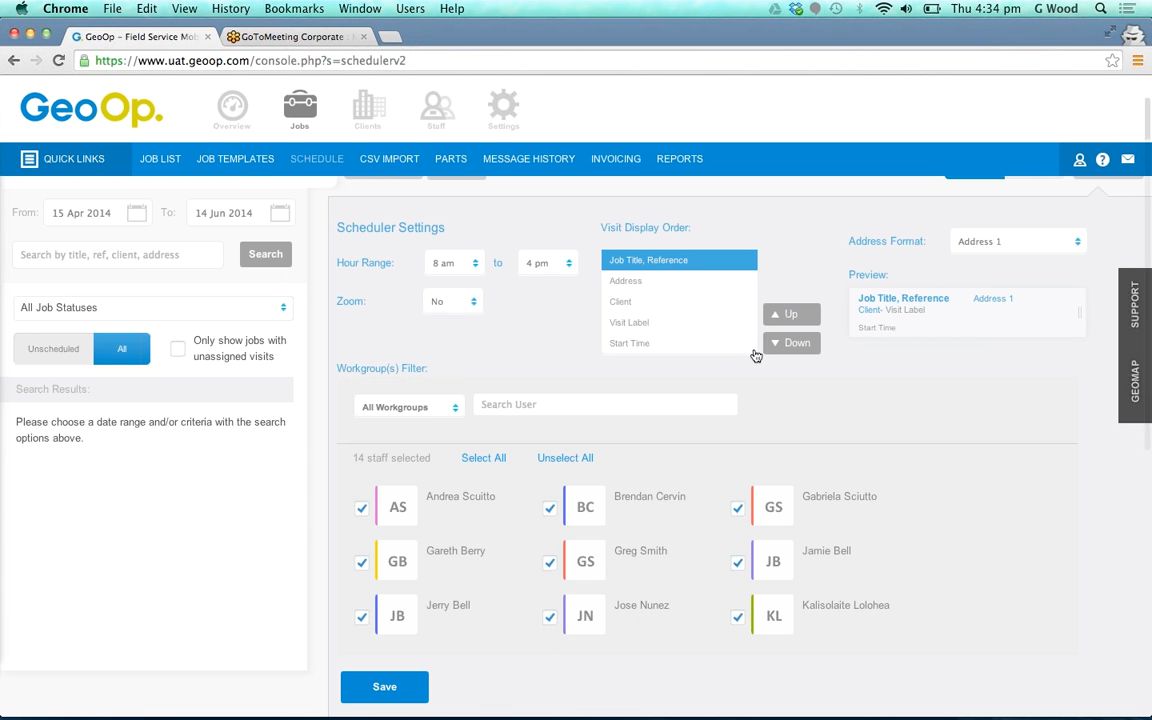 Chrome File Edit View History Bookmarks Window Users Help Thu 4:34 pm G Wood
GeoOp – Field Service Mob × GoToMeeting Corporate : ×
https://www.uat.geoop.com/console.php?s=schedulerv2
GeoOp. Overview Jobs Clients Staff Settings
QUICK LINKS JOB LIST JOB TEMPLATES SCHEDULE CSV IMPORT PARTS MESSAGE HISTORY INVOICING REPORTS
From: 15 Apr 2014 To: 14 Jun 2014
Search by title, ref, client, address Search
All Job Statuses
Unscheduled All Only show jobs with
unassigned visits
Search Results:
Please choose a date range and/or criteria with the search
options above.
Scheduler Settings
Hour Range: 8 am to 4 pm
Zoom: No
Visit Display Order:
Job Title, Reference
Address
Client
Visit Label
Start Time
▲ Up
▼ Down
Address Format: Address 1
Preview:
Job Title, Reference Address 1
Client- Visit Label
Start Time
SUPPORT
GEOMAP
Workgroup(s) Filter:
All Workgroups Search User
14 staff selected Select All Unselect All
AS Andrea Scuitto BC Brendan Cervin GS Gabriela Sciutto
GB Gareth Berry GS Greg Smith JB Jamie Bell
JB Jerry Bell JN Jose Nunez KL Kalisolaite Lolohea
Save